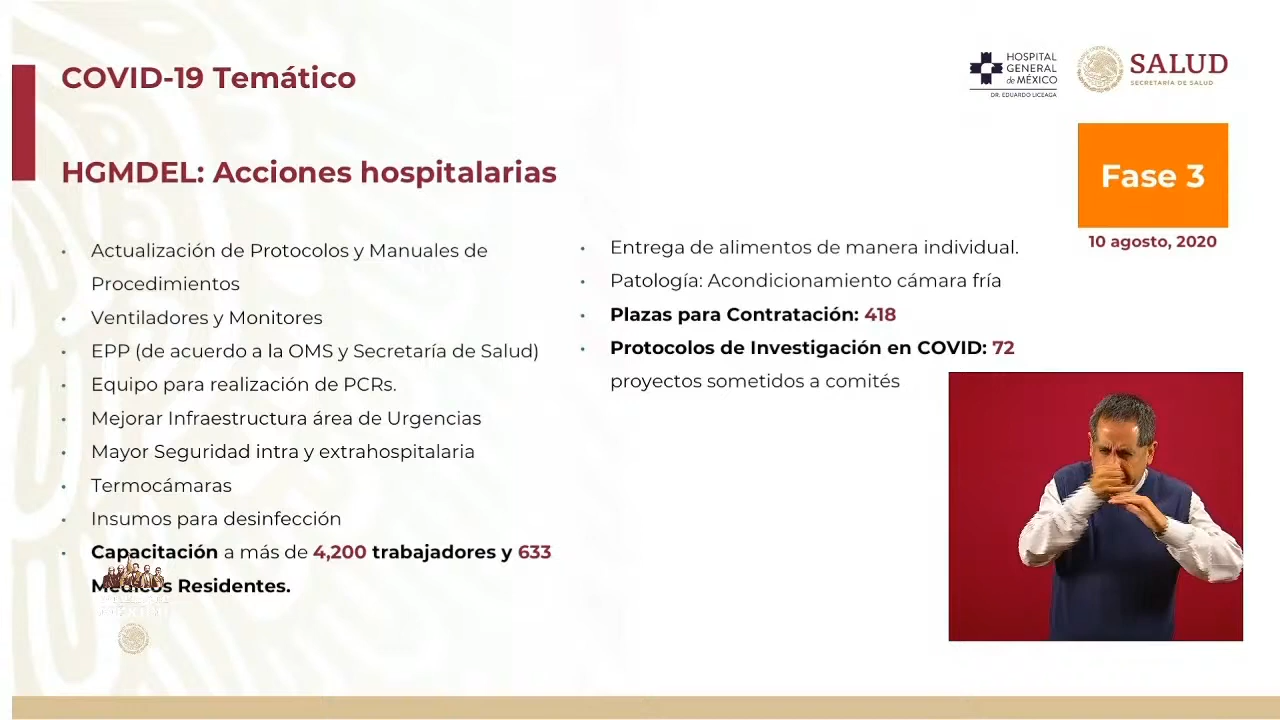 COVID-19 Temático
HOSPITAL
GENERAL
de MÉXICO
DR. EDUARDO LICEAGA
SALUD
SECRETARÍA DE SALUD
HGMDEL: Acciones hospitalarias
Fase 3
10 agosto, 2020
• Actualización de Protocolos y Manuales de
Procedimientos
• Ventiladores y Monitores
• EPP (de acuerdo a la OMS y Secretaría de Salud)
• Equipo para realización de PCRs.
• Mejorar Infraestructura área de Urgencias
• Mayor Seguridad intra y extrahospitalaria
• Termocámaras
• Insumos para desinfección
• Capacitación a más de 4,200 trabajadores y 633
Médicos Residentes.
• Entrega de alimentos de manera individual.
• Patología: Acondicionamiento cámara fría
• Plazas para Contratación: 418
• Protocolos de Investigación en COVID: 72
proyectos sometidos a comités